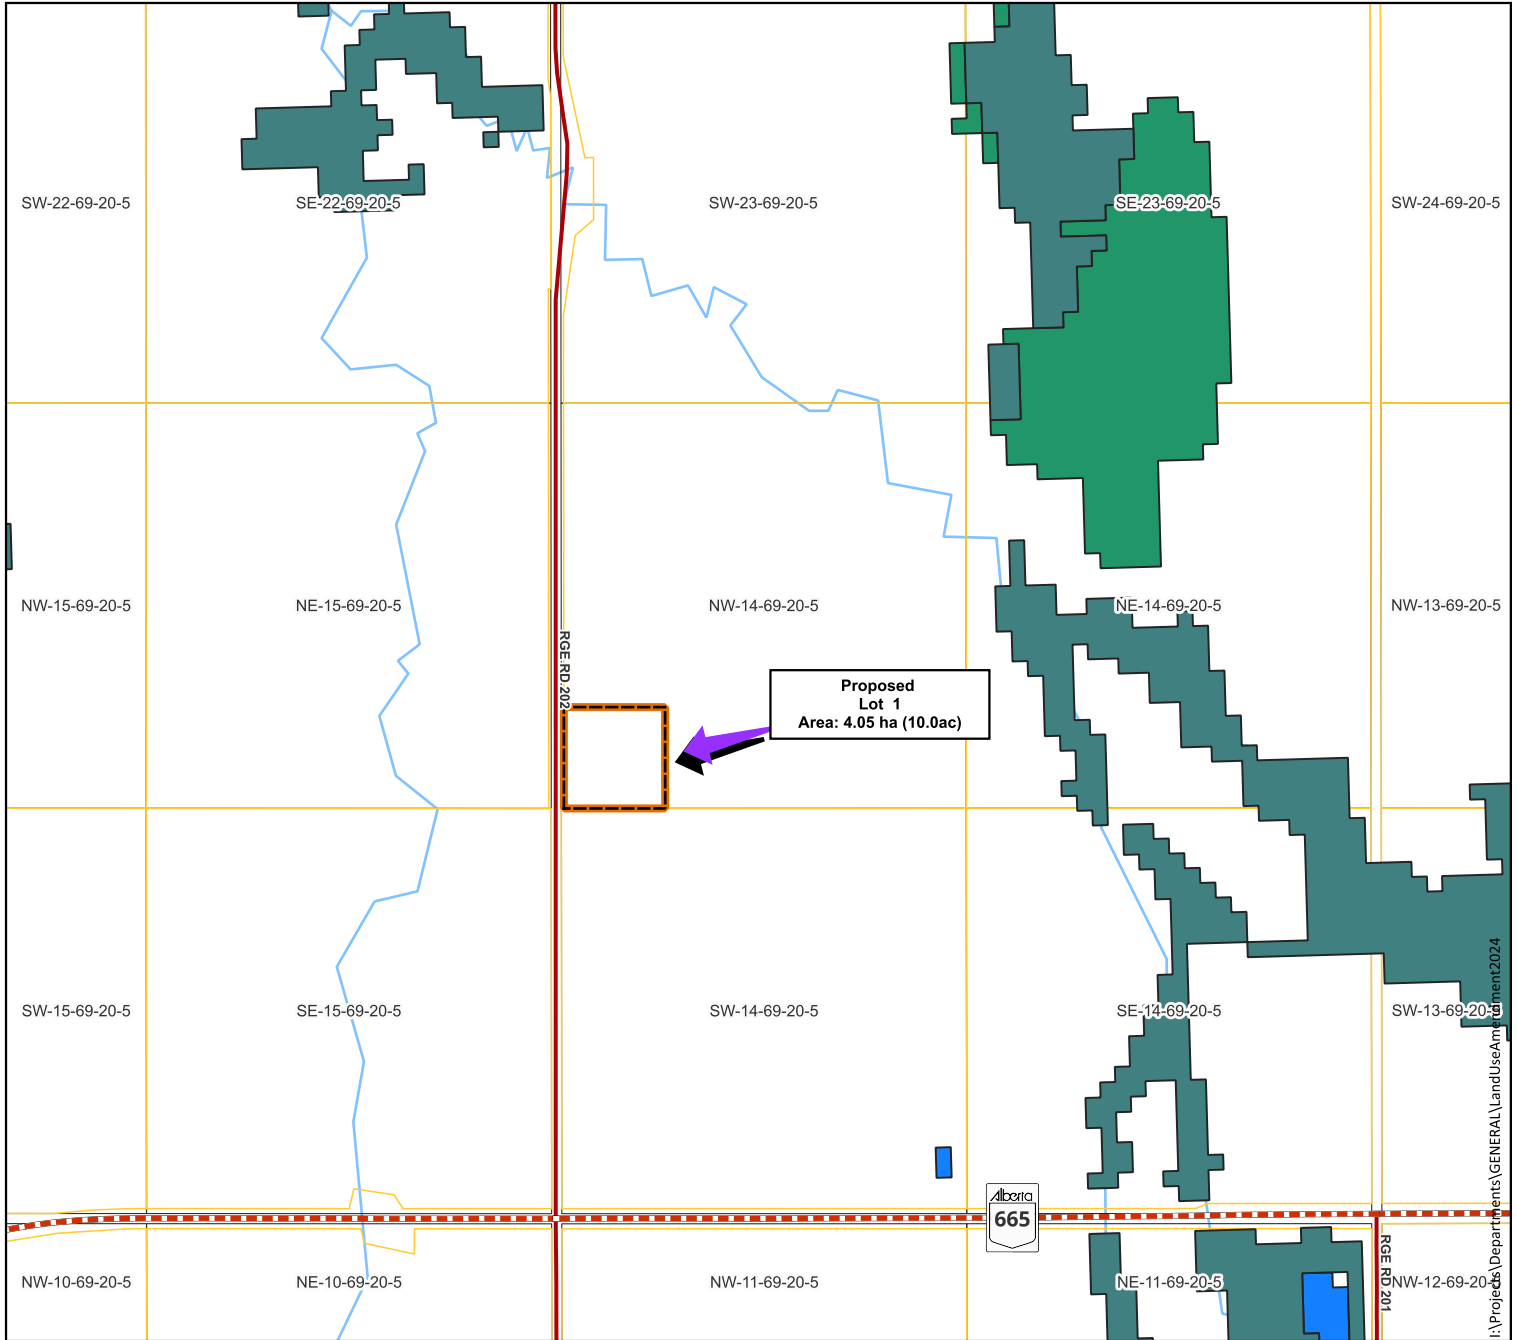 SW-22-69-20-5
SE-22-69-20-5
SW-23-69-20-5
SE-23-69-20-5
SW-24-69-20-5
NW-15-69-20-5
NE-15-69-20-5
NW-14-69-20-5
NE-14-69-20-5
NW-13-69-20-5
RGE RD 202
Proposed
Lot 1
Area: 4.05 ha (10.0ac)
SW-15-69-20-5
SE-15-69-20-5
SW-14-69-20-5
SE-14-69-20-5
SW-13-69-20-5
I:\Projects\Departments\GENERAL\LandUseAmendment2024
Alberta
665
NW-10-69-20-5
NE-10-69-20-5
NW-11-69-20-5
NE-11-69-20-5
RGE RD 201
NW-12-69-20-5